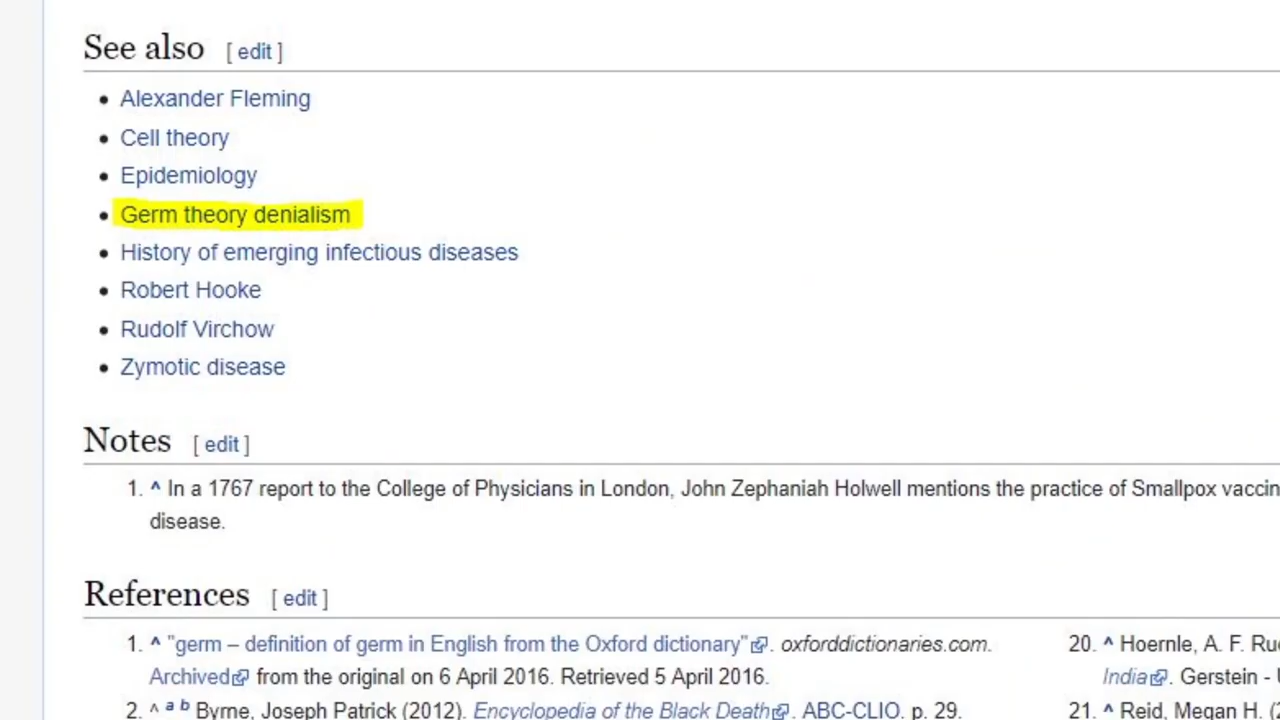 See also [ edit ]
• Alexander Fleming
• Cell theory
• Epidemiology
• Germ theory denialism
• History of emerging infectious diseases
• Robert Hooke
• Rudolf Virchow
• Zymotic disease
Notes [ edit ]
1. ^ In a 1767 report to the College of Physicians in London, John Zephaniah Holwell mentions the practice of Smallpox vaccin
disease.
References [ edit ]
1. ^ "germ – definition of germ in English from the Oxford dictionary". oxforddictionaries.com.
Archived from the original on 6 April 2016. Retrieved 5 April 2016.
2. ^ a b Byrne, Joseph Patrick (2012). Encyclopedia of the Black Death. ABC-CLIO. p. 29.
20. ^ Hoernle, A. F. Ru
India. Gerstein -
21. ^ Reid, Megan H. (